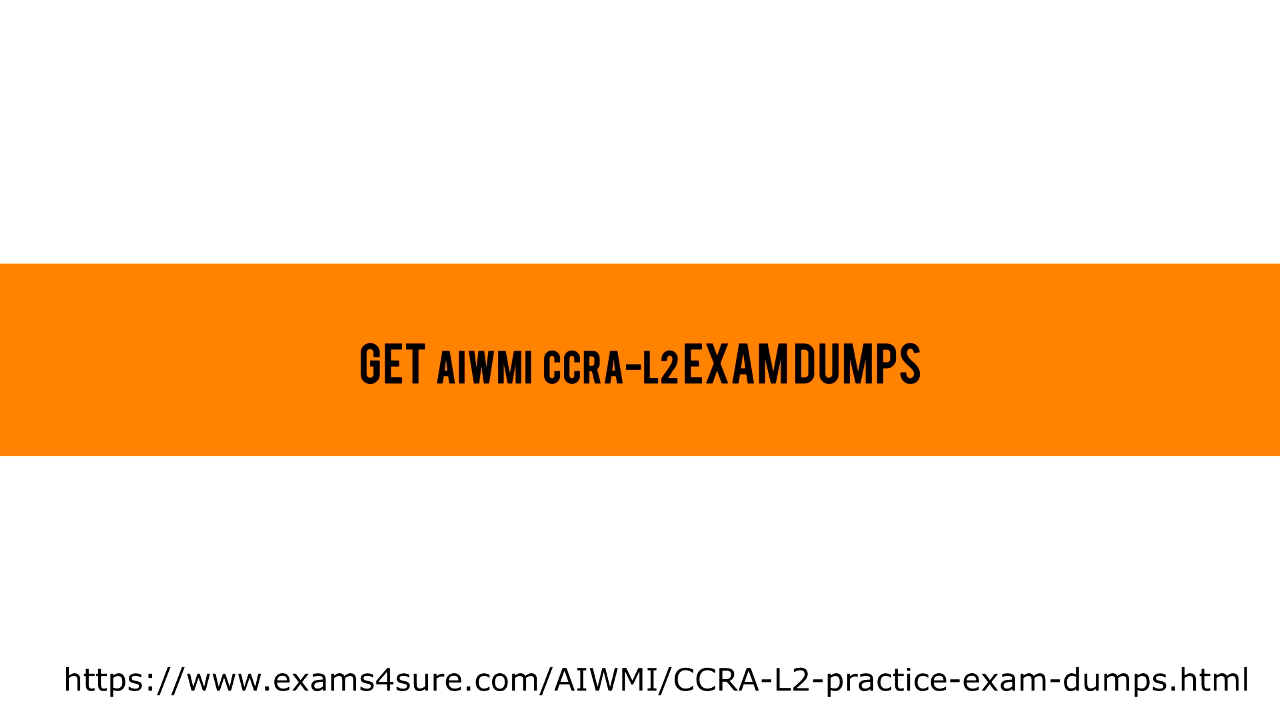 GET AIWMI CCRA-L2 EXAM DUMPS
https://www.exams4sure.com/AIWMI/CCRA-L2-practice-exam-dumps.html